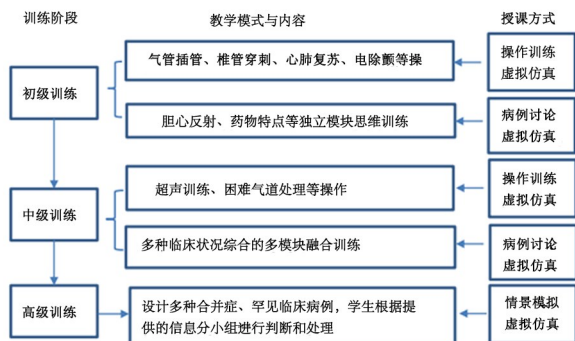 训练阶段 教学模式与内容 授课方式
气管插管、椎管穿刺、心肺复苏、电除颤等操
操作训练
虚拟仿真
初级训练
胆心反射、药物特点等独立模块思维训练
病例讨论
虚拟仿真
超声训练、困难气道处理等操作
操作训练
虚拟仿真
中级训练
多种临床状况综合的多模块融合训练
病例讨论
虚拟仿真
高级训练
设计多种合并症、罕见临床病例，学生根据提
供的信息分小组进行判断和处理
情景模拟
虚拟仿真